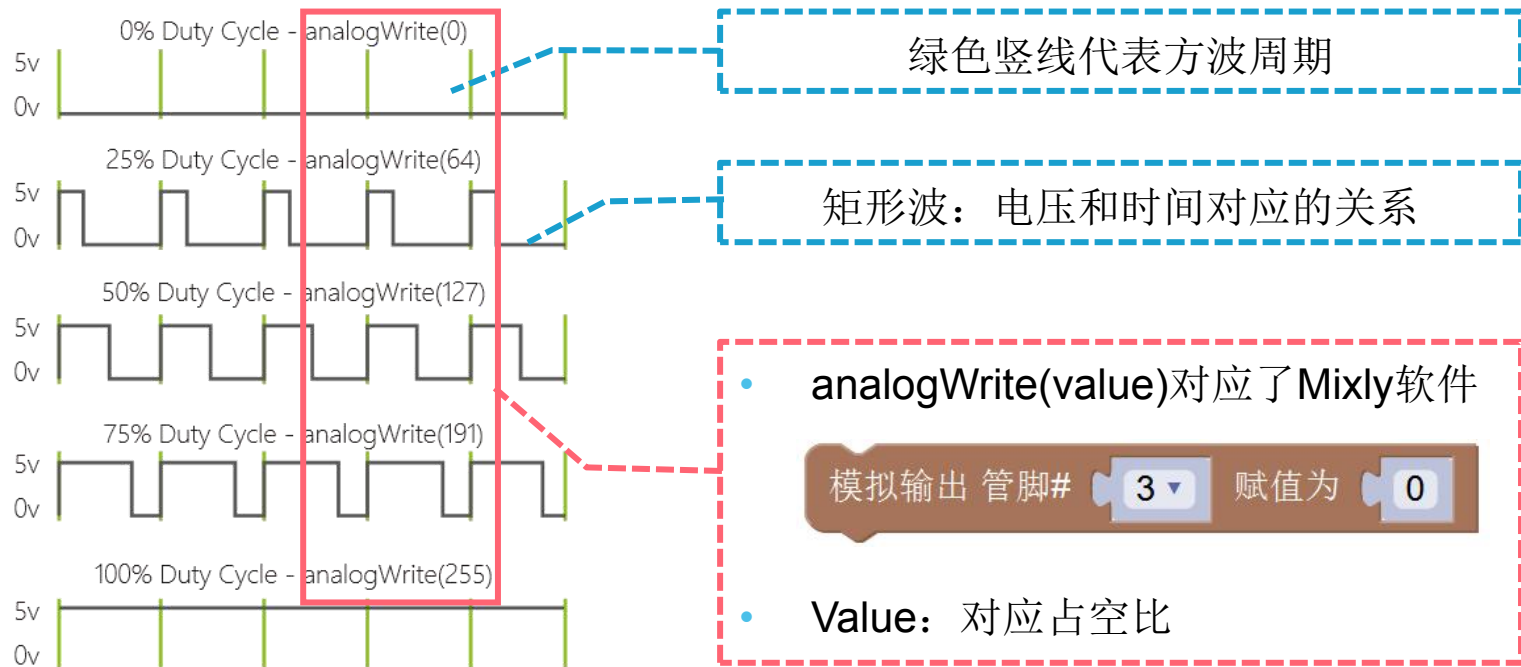 0% Duty Cycle - analogWrite(0)
5v
0v
25% Duty Cycle - analogWrite(64)
5v
0v
50% Duty Cycle - analogWrite(127)
5v
0v
75% Duty Cycle - analogWrite(191)
5v
0v
100% Duty Cycle - analogWrite(255)
5v
0v
绿色竖线代表方波周期
矩形波：电压和时间对应的关系
• analogWrite(value)对应了Mixly软件
模拟输出 管脚# 3 赋值为 0
• Value：对应占空比